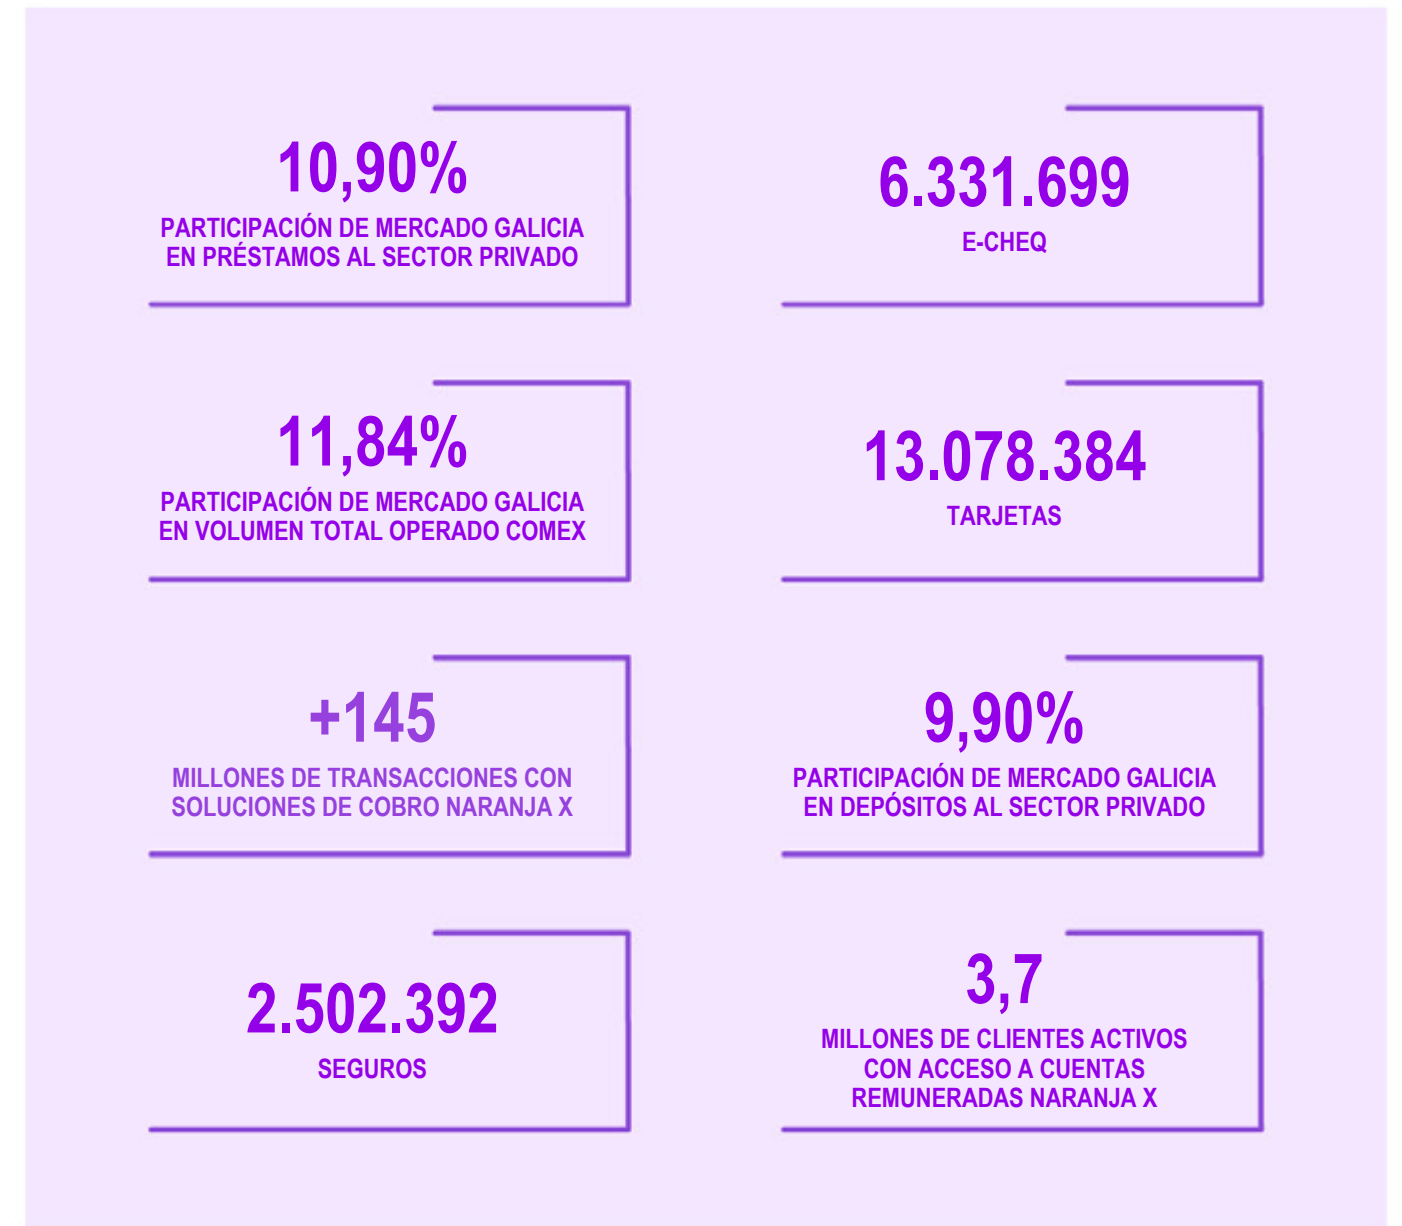 10,90%
PARTICIPACIÓN DE MERCADO GALICIA
EN PRÉSTAMOS AL SECTOR PRIVADO
6.331.699
E-CHEQ
11,84%
PARTICIPACIÓN DE MERCADO GALICIA
EN VOLUMEN TOTAL OPERADO COMEX
13.078.384
TARJETAS
+145
MILLONES DE TRANSACCIONES CON
SOLUCIONES DE COBRO NARANJA X
9,90%
PARTICIPACIÓN DE MERCADO GALICIA
EN DEPÓSITOS AL SECTOR PRIVADO
2.502.392
SEGUROS
3,7
MILLONES DE CLIENTES ACTIVOS
CON ACCESO A CUENTAS
REMUNERADAS NARANJA X